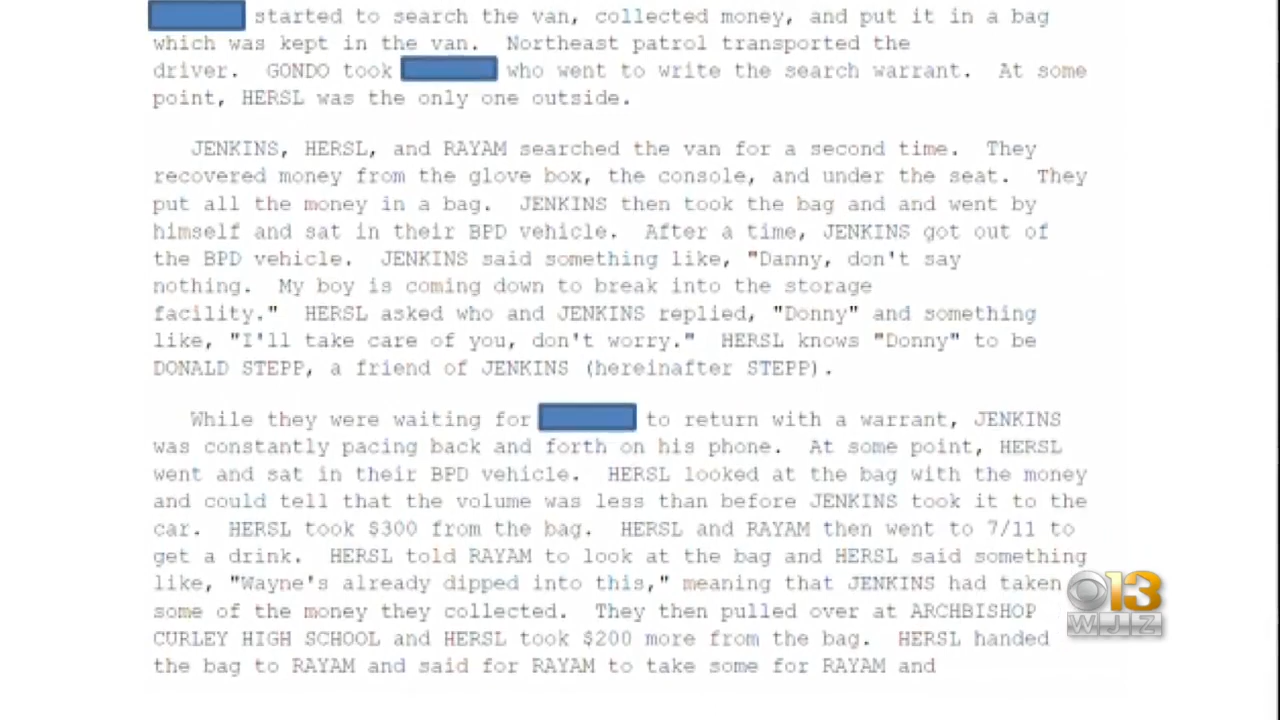 started to search the van, collected money, and put it in a bag
which was kept in the van. Northeast patrol transported the
driver. GONDO took who went to write the search warrant. At some
point, HERSL was the only one outside.
JENKINS, HERSL, and RAYAM searched the van for a second time. They
recovered money from the glove box, the console, and under the seat. They
put all the money in a bag. JENKINS then took the bag and and went by
himself and sat in their BPD vehicle. After a time, JENKINS got out of
the BPD vehicle. JENKINS said something like, "Danny, don't say
nothing. My boy is coming down to break into the storage
facility." HERSL asked who and JENKINS replied, "Donny" and something
like, "I'll take care of you, don't worry." HERSL knows "Donny" to be
DONALD STEPP, a friend of JENKINS (hereinafter STEPP).
While they were waiting for to return with a warrant, JENKINS
was constantly pacing back and forth on his phone. At some point, HERSL
went and sat in their BPD vehicle. HERSL looked at the bag with the money
and could tell that the volume was less than before JENKINS took it to the
car. HERSL took $300 from the bag. HERSL and RAYAM then went to 7/11 to
get a drink. HERSL told RAYAM to look at the bag and HERSL said something
like, "Wayne's already dipped into this," meaning that JENKINS had taken
some of the money they collected. They then pulled over at ARCHBISHOP
CURLEY HIGH SCHOOL and HERSL took $200 more from the bag. HERSL handed
the bag to RAYAM and said for RAYAM to take some for RAYAM and
13
WJZ